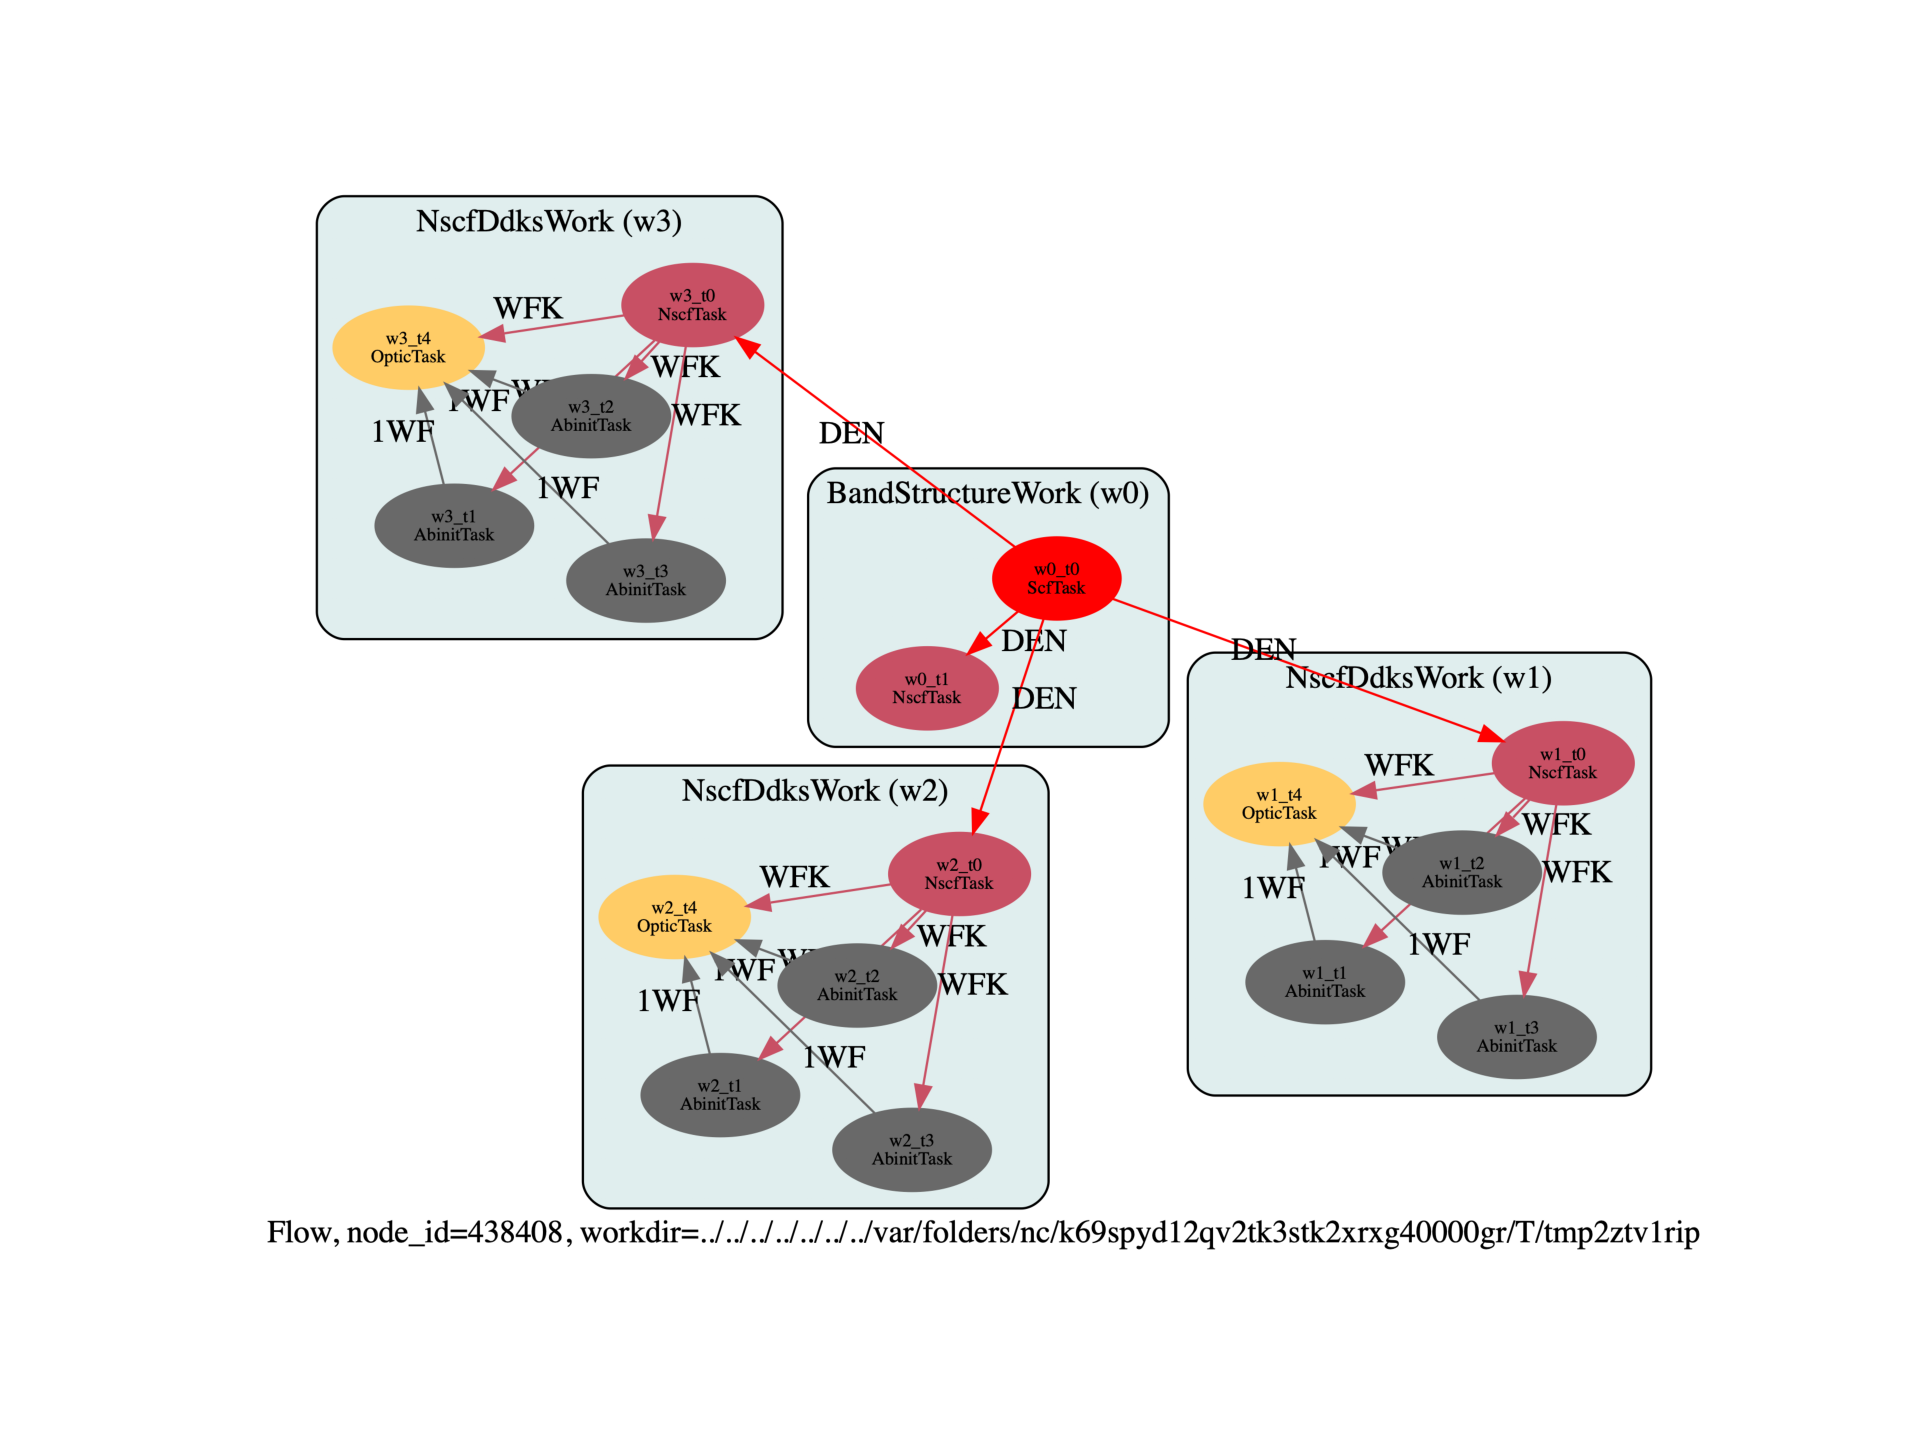 NscfDdksWork (w3)
w3_t0
NscfTask
WFK
w3_t4
OpticTask
WFK
1WF
w3_t2
AbinitTask
WFK
1WF
1WF
w3_t1
AbinitTask
w3_t3
AbinitTask
DEN
BandStructureWork (w0)
w0_t0
ScfTask
DEN
w0_t1
NscfTask
DEN
DEN
NscfDdksWork (w1)
w1_t0
NscfTask
WFK
w1_t4
OpticTask
WFK
1WF
w1_t2
AbinitTask
WFK
1WF
1WF
w1_t1
AbinitTask
w1_t3
AbinitTask
NscfDdksWork (w2)
w2_t0
NscfTask
WFK
w2_t4
OpticTask
WFK
1WF
w2_t2
AbinitTask
WFK
1WF
1WF
w2_t1
AbinitTask
w2_t3
AbinitTask
Flow, node_id=438408, workdir=../../../../../../../var/folders/nc/k69spyd12qv2tk3stk2xrxg40000gr/T/tmp2ztv1rip